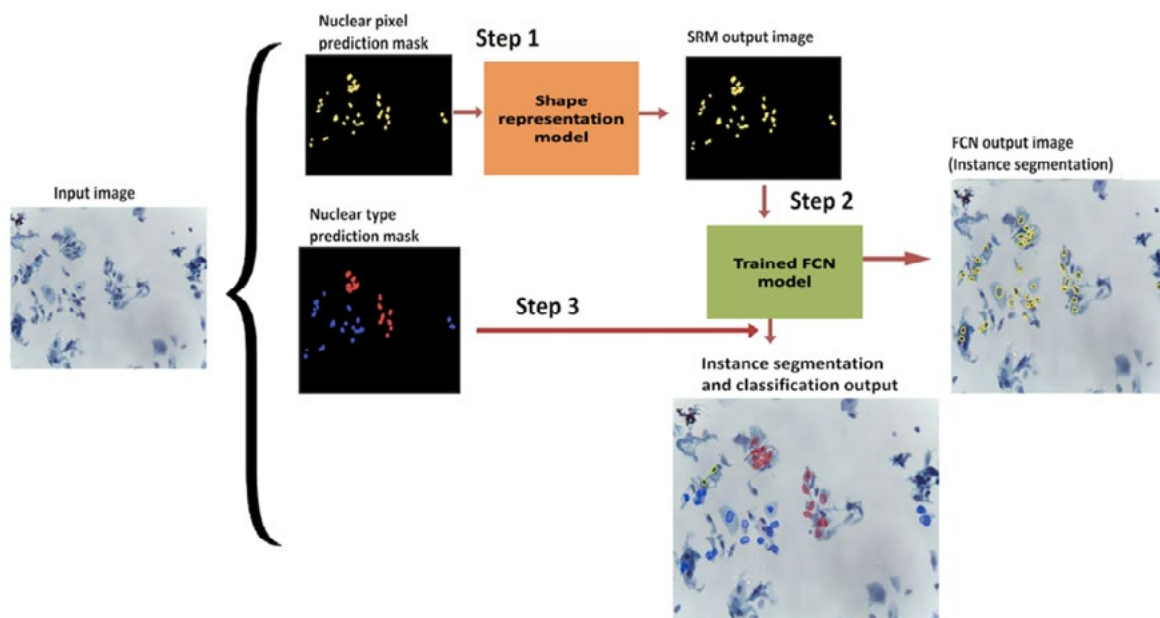 Nuclear pixel
prediction mask
Step 1
SRM output image
Shape
representation
model
FCN output image
(Instance segmentation)
Input image
Nuclear type
prediction mask
Step 2
Trained FCN
model
Step 3
Instance segmentation
and classification output